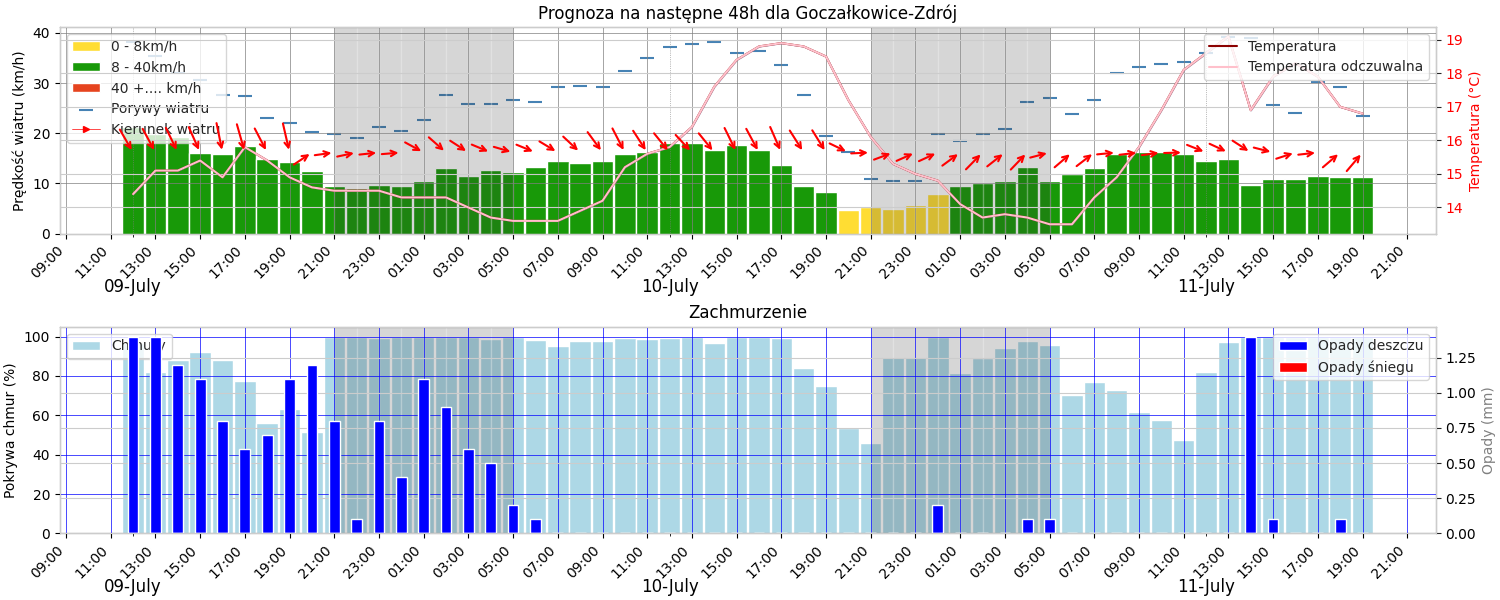 Prognoza na następne 48h dla Goczałkowice-Zdrój
Prędkość wiatru (km/h)
40
30
20
10
0
0 - 8km/h
8 - 40km/h
40 +.... km/h
Porywy wiatru
Kierunek wiatru
Temperatura
Temperatura odczuwalna
19
18
17
16
15
14
Temperatura (°C)
09:00 11:00 13:00 15:00 17:00 19:00 21:00 23:00 01:00 03:00 05:00 07:00 09:00 11:00 13:00 15:00 17:00 19:00 21:00 23:00 01:00 03:00 05:00 07:00 09:00 11:00 13:00 15:00 17:00 19:00 21:00
09-July 10-July 11-July
Zachmurzenie
Pokrywa chmur (%)
100
80
60
40
20
0
Chmury
Opady deszczu
Opady śniegu
1.25
1.00
0.75
0.50
0.25
0.00
Opady (mm)
09:00 11:00 13:00 15:00 17:00 19:00 21:00 23:00 01:00 03:00 05:00 07:00 09:00 11:00 13:00 15:00 17:00 19:00 21:00 23:00 01:00 03:00 05:00 07:00 09:00 11:00 13:00 15:00 17:00 19:00 21:00
09-July 10-July 11-July